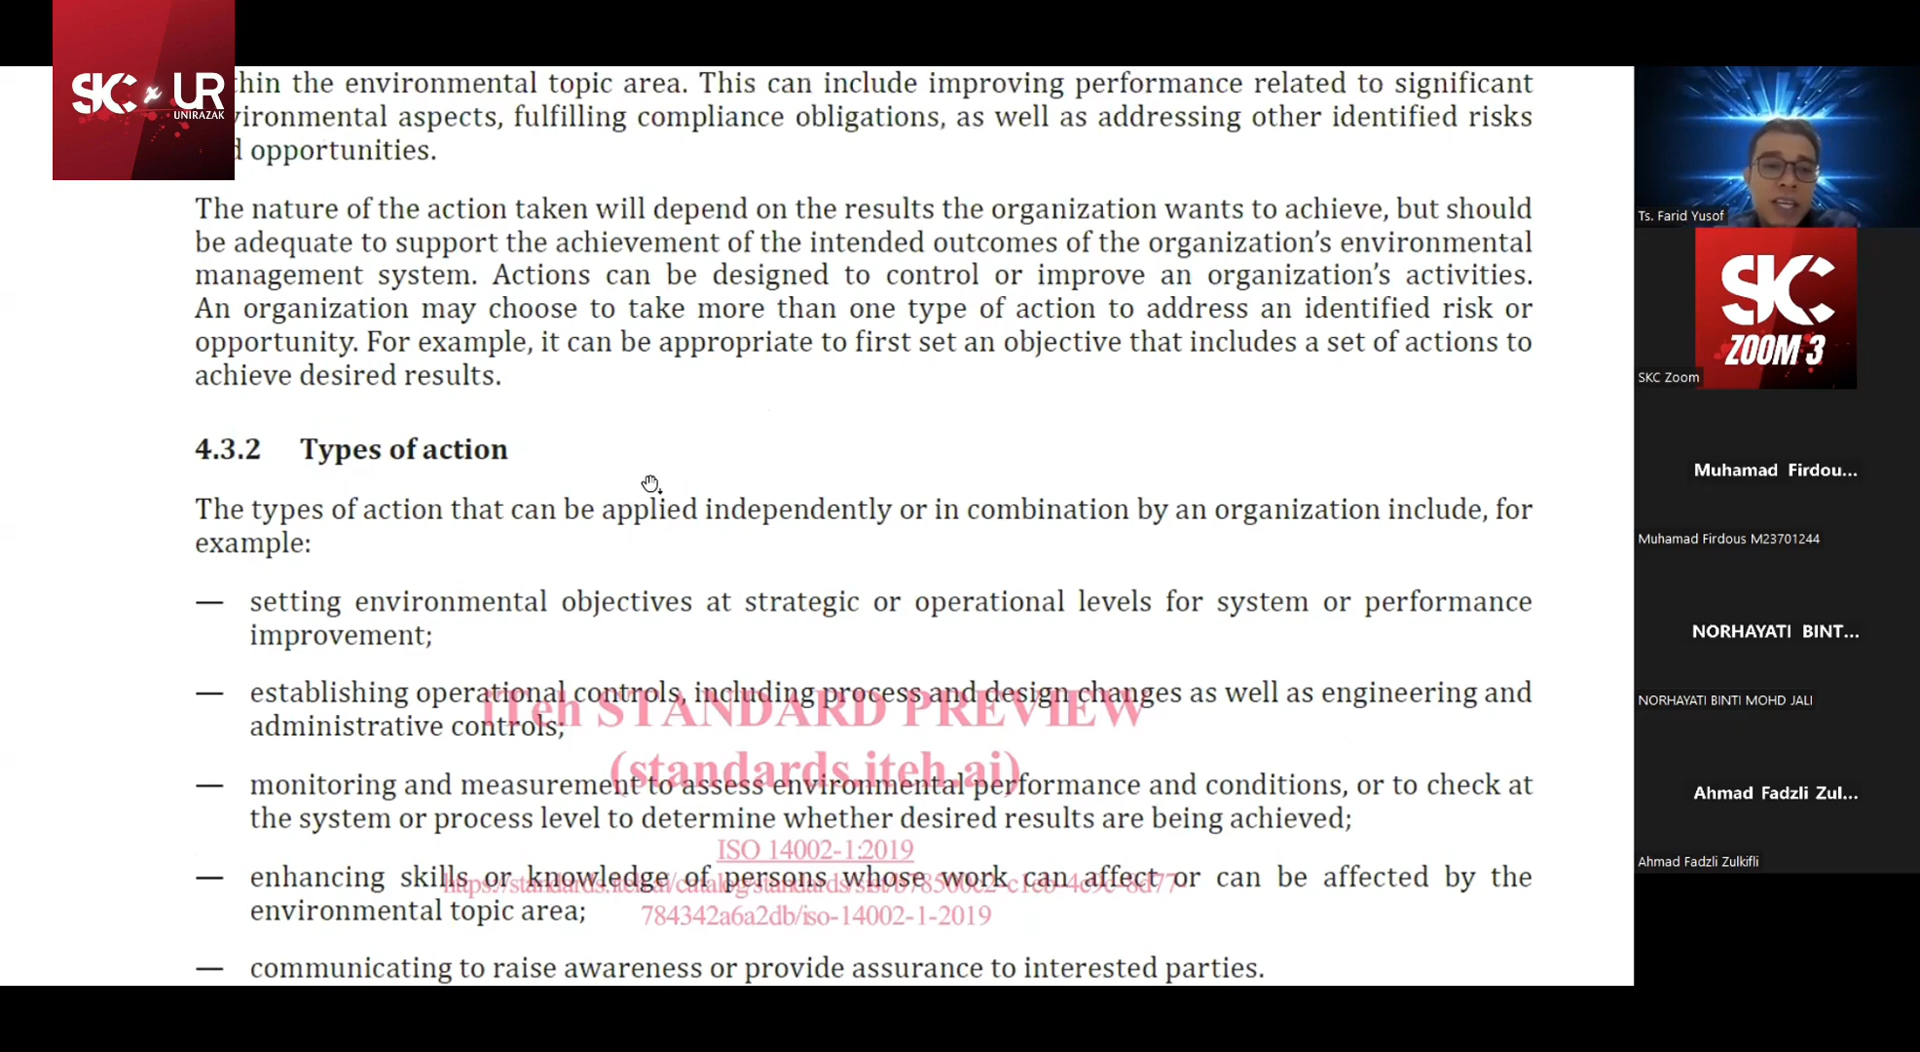 SKC x UR
UNIRAZAK
thin the environmental topic area. This can include improving performance related to significant
vironmental aspects, fulfilling compliance obligations, as well as addressing other identified risks
d opportunities.
The nature of the action taken will depend on the results the organization wants to achieve, but should
be adequate to support the achievement of the intended outcomes of the organization's environmental
management system. Actions can be designed to control or improve an organization's activities.
An organization may choose to take more than one type of action to address an identified risk or
opportunity. For example, it can be appropriate to first set an objective that includes a set of actions to
achieve desired results.
4.3.2 Types of action
The types of action that can be applied independently or in combination by an organization include, for
example:
— setting environmental objectives at strategic or operational levels for system or performance
improvement;
— establishing operational controls, including process and design changes as well as engineering and
administrative controls;
iTeh STANDARD PREVIEW
(standards.iteh.ai)
— monitoring and measurement to assess environmental performance and conditions, or to check at
the system or process level to determine whether desired results are being achieved;
ISO 14002-1:2019
— enhancing skills or knowledge of persons whose work can affect or can be affected by the
environmental topic area;
784342a6a2db/iso-14002-1-2019
— communicating to raise awareness or provide assurance to interested parties.
Ts. Farid Yusof
SKC
ZOOM 3
SKC Zoom
Muhamad Firdou...
Muhamad Firdous M23701244
NORHAYATI BINT...
NORHAYATI BINTI MOHD JALI
Ahmad Fadzli Zul...
Ahmad Fadzli Zulkifli